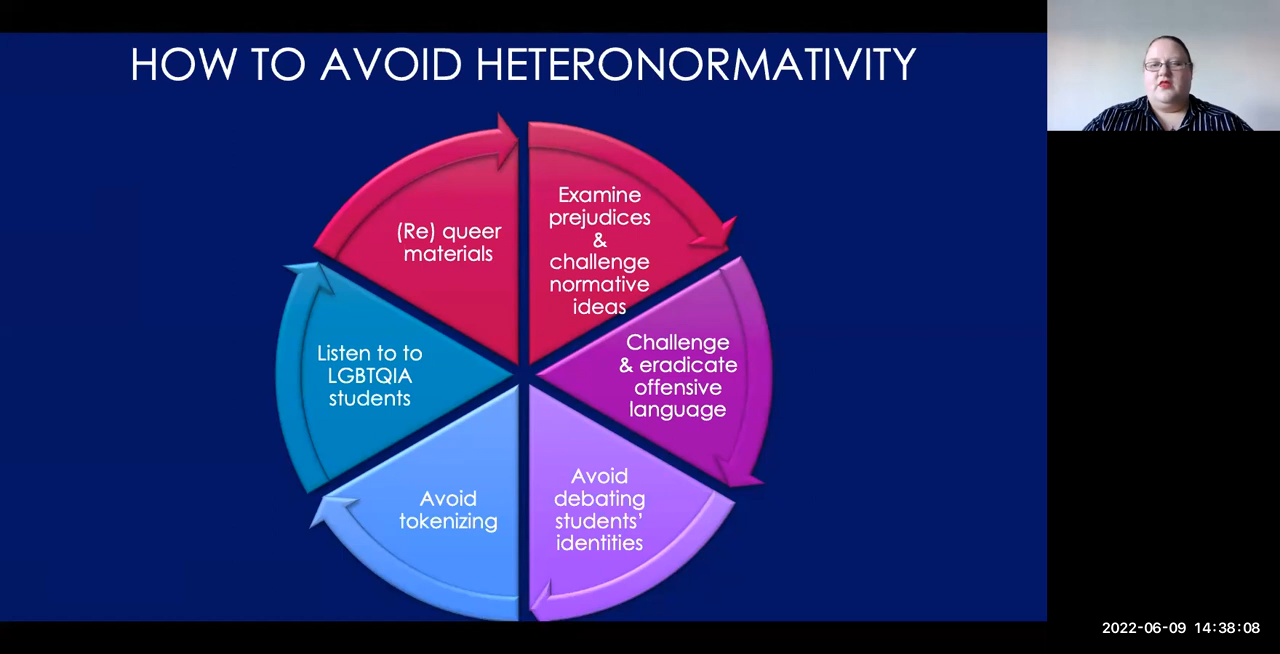 HOW TO AVOID HETERONORMATIVITY
Examine
prejudices
&
challenge
normative
ideas
Challenge
& eradicate
offensive
language
Avoid
debating
students’
identities
Avoid
tokenizing
Listen to to
LGBTQIA
students
(Re) queer
materials
2022-06-09 14:38:08